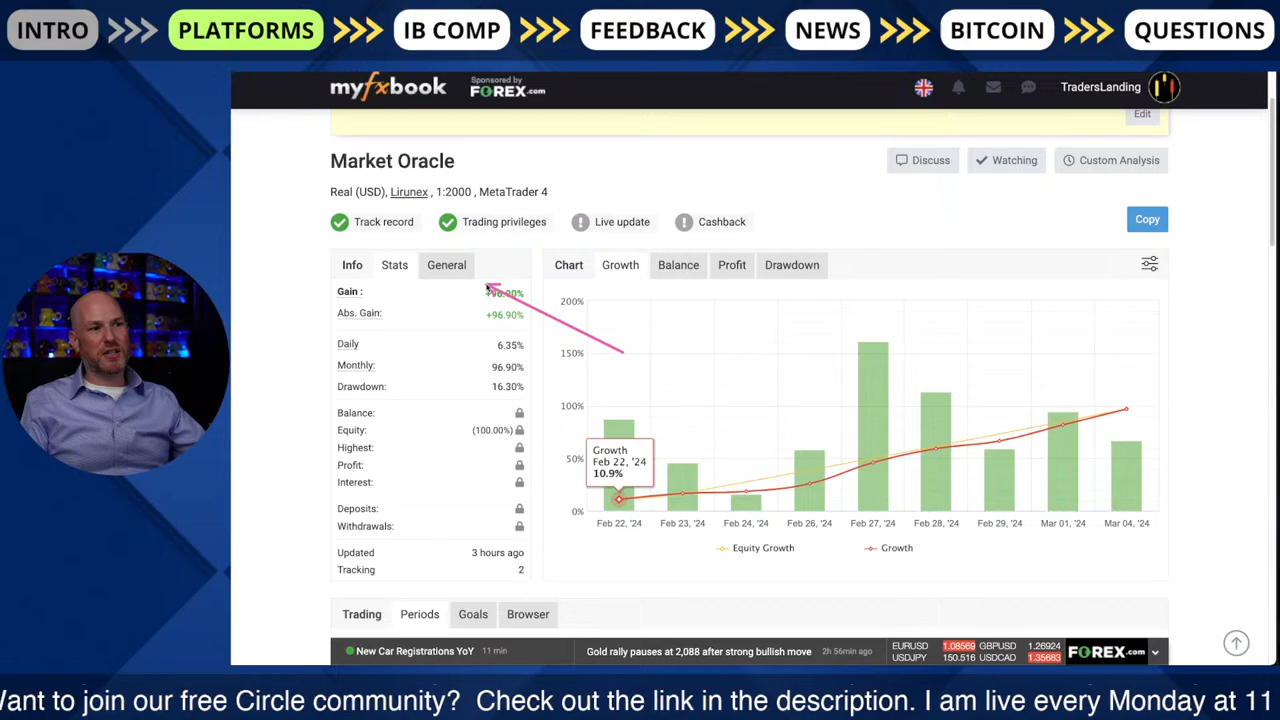 INTRO >>> PLATFORMS >>> IB COMP >>> FEEDBACK >>> NEWS >>> BITCOIN >>> QUESTIONS
myfxbook Sponsored by FOREX.com TradersLanding
Edit
Market Oracle Discuss Watching Custom Analysis
Real (USD), Lirunex , 1:2000 , MetaTrader 4
Track record Trading privileges Live update Cashback Copy
Info Stats General
Gain : +96.90%
Abs. Gain: +96.90%
Daily 6.35%
Monthly: 96.90%
Drawdown: 16.30%
Balance:
Equity: (100.00%)
Highest:
Profit:
Interest:
Deposits:
Withdrawals:
Updated 3 hours ago
Tracking 2
Chart Growth Balance Profit Drawdown
200%
150%
100%
50%
0%
Growth
Feb 22, '24
10.9%
Feb 22, '24 Feb 23, '24 Feb 24, '24 Feb 26, '24 Feb 27, '24 Feb 28, '24 Feb 29, '24 Mar 01, '24 Mar 04, '24
Equity Growth Growth
Trading Periods Goals Browser
New Car Registrations YoY 11 min Gold rally pauses at 2,088 after strong bullish move 2h 56min ago
EURUSD 1.08569 GBPUSD 1.26924
USDJPY 150.516 USDCAD 1.35683
FOREX.com
Want to join our free Circle community? Check out the link in the description. I am live every Monday at 11